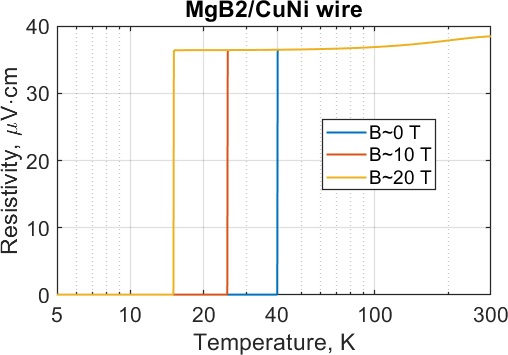 MgB2/CuNi wire
Resistivity, μV·cm
40
30
20
10
0
B~0 T
B~10 T
B~20 T
5 10 20 40 100 300
Temperature, K